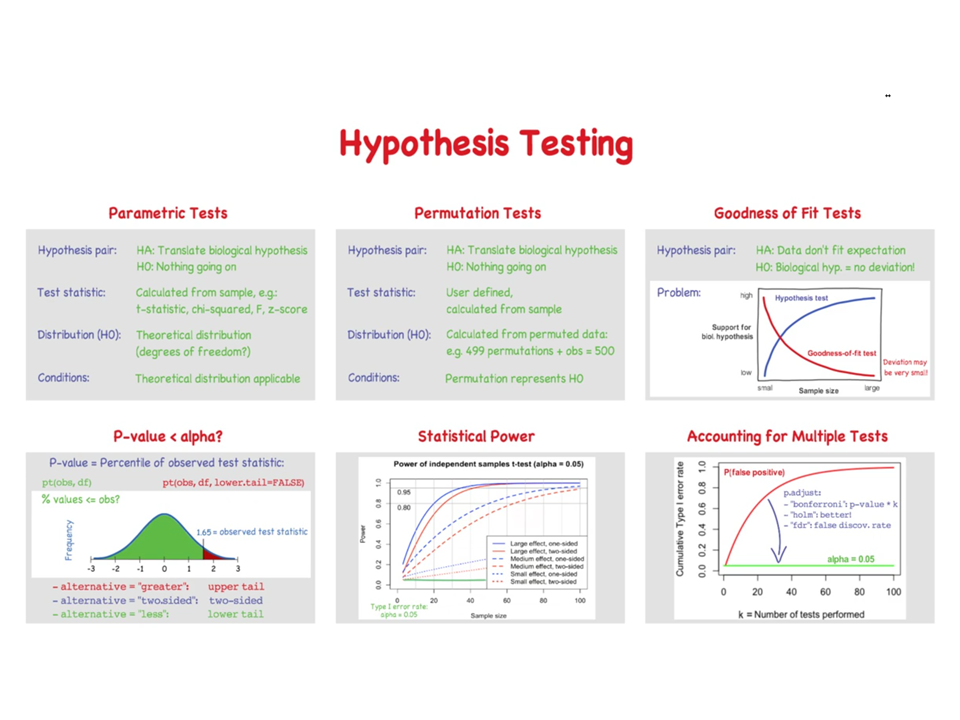 Hypothesis Testing
Parametric Tests
Hypothesis pair: HA: Translate biological hypothesis
H0: Nothing going on
Test statistic: Calculated from sample, e.g.:
t-statistic, chi-squared, F, z-score
Distribution (H0): Theoretical distribution
(degrees of freedom?)
Conditions: Theoretical distribution applicable
Permutation Tests
Hypothesis pair: HA: Translate biological hypothesis
H0: Nothing going on
Test statistic: User defined,
calculated from sample
Distribution (H0): Calculated from permuted data:
e.g. 499 permutations + obs = 500
Conditions: Permutation represents H0
Goodness of Fit Tests
Hypothesis pair: HA: Data don't fit expectation
H0: Biological hyp. = no deviation!
Problem:
high
Hypothesis test
Support for
biol. hypothesis
Goodness-of-fit test
Deviation may
be very small!
low
small Sample size large
P-value < alpha?
P-value = Percentile of observed test statistic:
pt(obs, df) pt(obs, df, lower.tail=FALSE)
% values <= obs?
Frequency
1.65 = observed test statistic
-3 -2 -1 0 1 2 3
- alternative = "greater": upper tail
- alternative = "two.sided": two-sided
- alternative = "less": lower tail
Statistical Power
Power of independent samples t-test (alpha = 0.05)
Power
1.0
0.95
0.8
0.80
0.6
0.4
0.2
0.0
Large effect, one-sided
Large effect, two-sided
Medium effect, one-sided
Medium effect, two-sided
Small effect, one-sided
Small effect, two-sided
0 20 40 60 80 100
Type I error rate:
alpha = 0.05
Sample size
Accounting for Multiple Tests
Cumulative Type I error rate
1.0
0.8
0.6
0.4
0.2
0.0
P(false positive)
p.adjust:
- "bonforroni": p-value * k
- "holm": better!
- "fdr": false discov. rate
alpha = 0.05
0 20 40 60 80 100
k = Number of tests performed